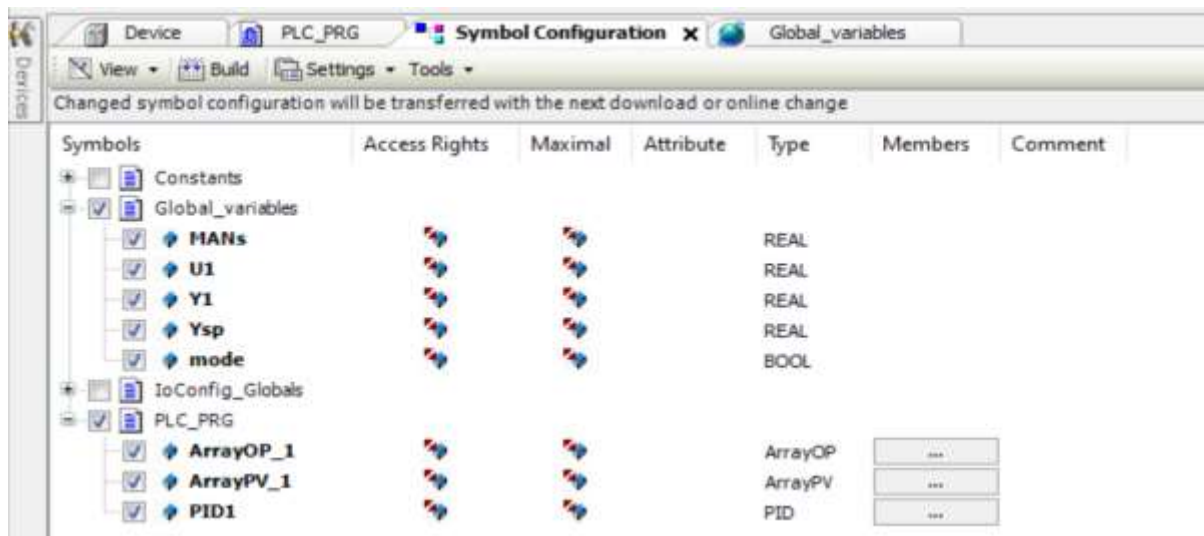 Device PLC_PRG Symbol Configuration Global_variables
Devices
View Build Settings Tools
Changed symbol configuration will be transferred with the next download or online change
Symbols Access Rights Maximal Attribute Type Members Comment
Constants
Global_variables
MANs REAL
U1 REAL
Y1 REAL
Ysp REAL
mode BOOL
IoConfig_Globals
PLC_PRG
ArrayOP_1 ArrayOP ...
ArrayPV_1 ArrayPV ...
PID1 PID ...